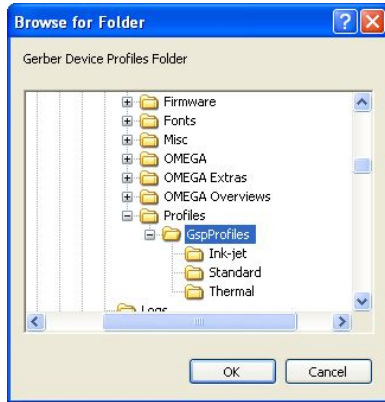 Browse for Folder
Gerber Device Profiles Folder
Firmware
Fonts
Misc
OMEGA
OMEGA Extras
OMEGA Overviews
Profiles
GspProfiles
Ink-jet
Standard
Thermal
Logs
OK
Cancel